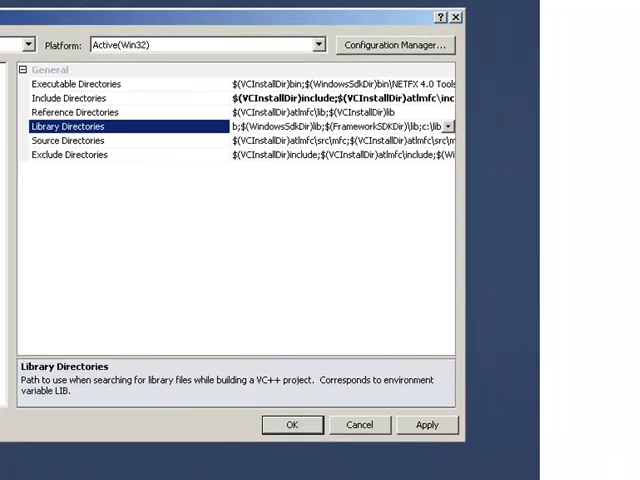 Platform: Active(Win32) Configuration Manager...
General
Executable Directories $(VCInstallDir)bin;$(WindowsSdkDir)bin\NETFX 4.0 Tools
Include Directories $(VCInstallDir)include;$(VCInstallDir)atlmfc\inc
Reference Directories $(VCInstallDir)atlmfc\lib;$(VCInstallDir)lib
Library Directories b;$(WindowsSdkDir)lib;$(FrameworkSDKDir)\lib;c:\lib
Source Directories $(VCInstallDir)atlmfc\src\mfc;$(VCInstallDir)atlmfc\src\m
Exclude Directories $(VCInstallDir)include;$(VCInstallDir)atlmfc\include;$(Wi
Library Directories
Path to use when searching for library files while building a VC++ project. Corresponds to environment
variable LIB.
OK Cancel Apply